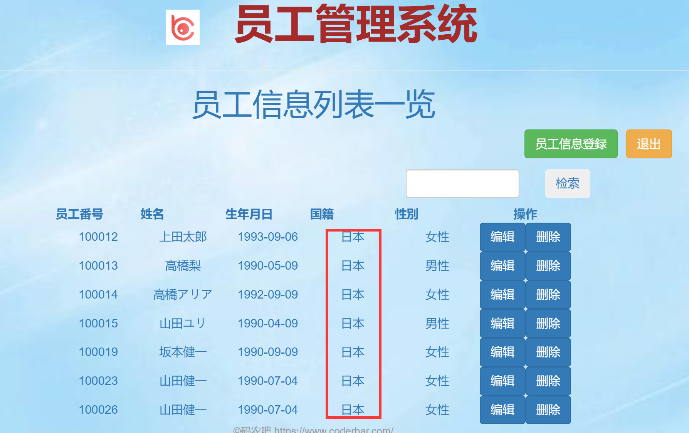 员工管理系统
员工信息列表一览
员工信息登録 退出
检索
员工番号 姓名 生年月日 国籍 性别 操作
100012 上田太郎 1993-09-06 日本 女性 编辑 删除
100013 高橋梨 1990-05-09 日本 男性 编辑 删除
100014 高橋アリア 1992-09-09 日本 女性 编辑 删除
100015 山田ユリ 1990-04-09 日本 男性 编辑 删除
100019 坂本健一 1990-09-09 日本 女性 编辑 删除
100023 山田健一 1990-07-04 日本 女性 编辑 删除
100026 山田健一 1990-07-04 日本 女性 编辑 删除
©码农吧 https://www.coderbar.com/